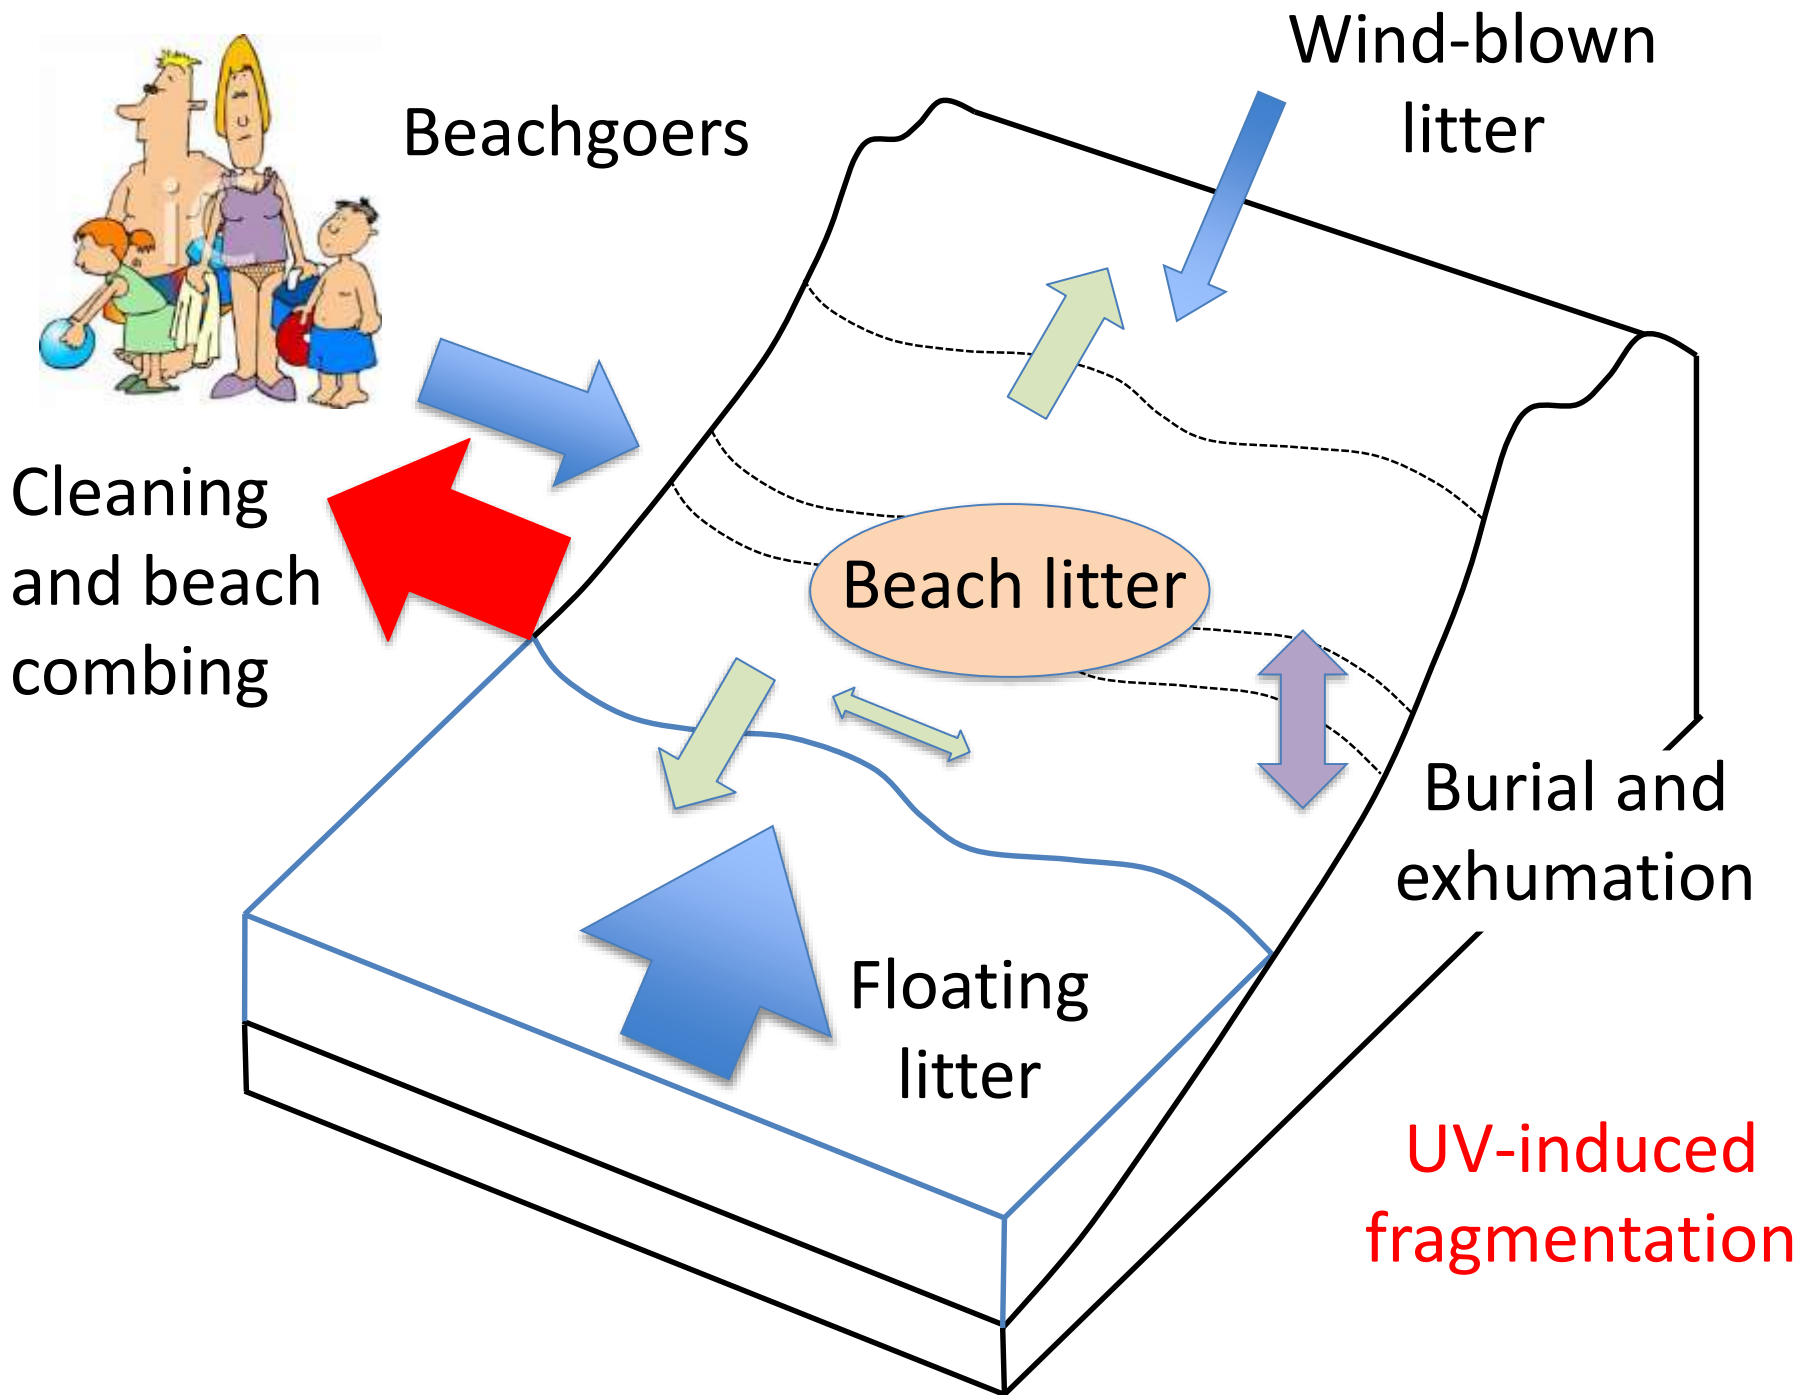 Wind-blown
litter
Beachgoers
Cleaning
and beach
combing
Beach litter
Burial and
exhumation
Floating
litter
UV-induced
fragmentation